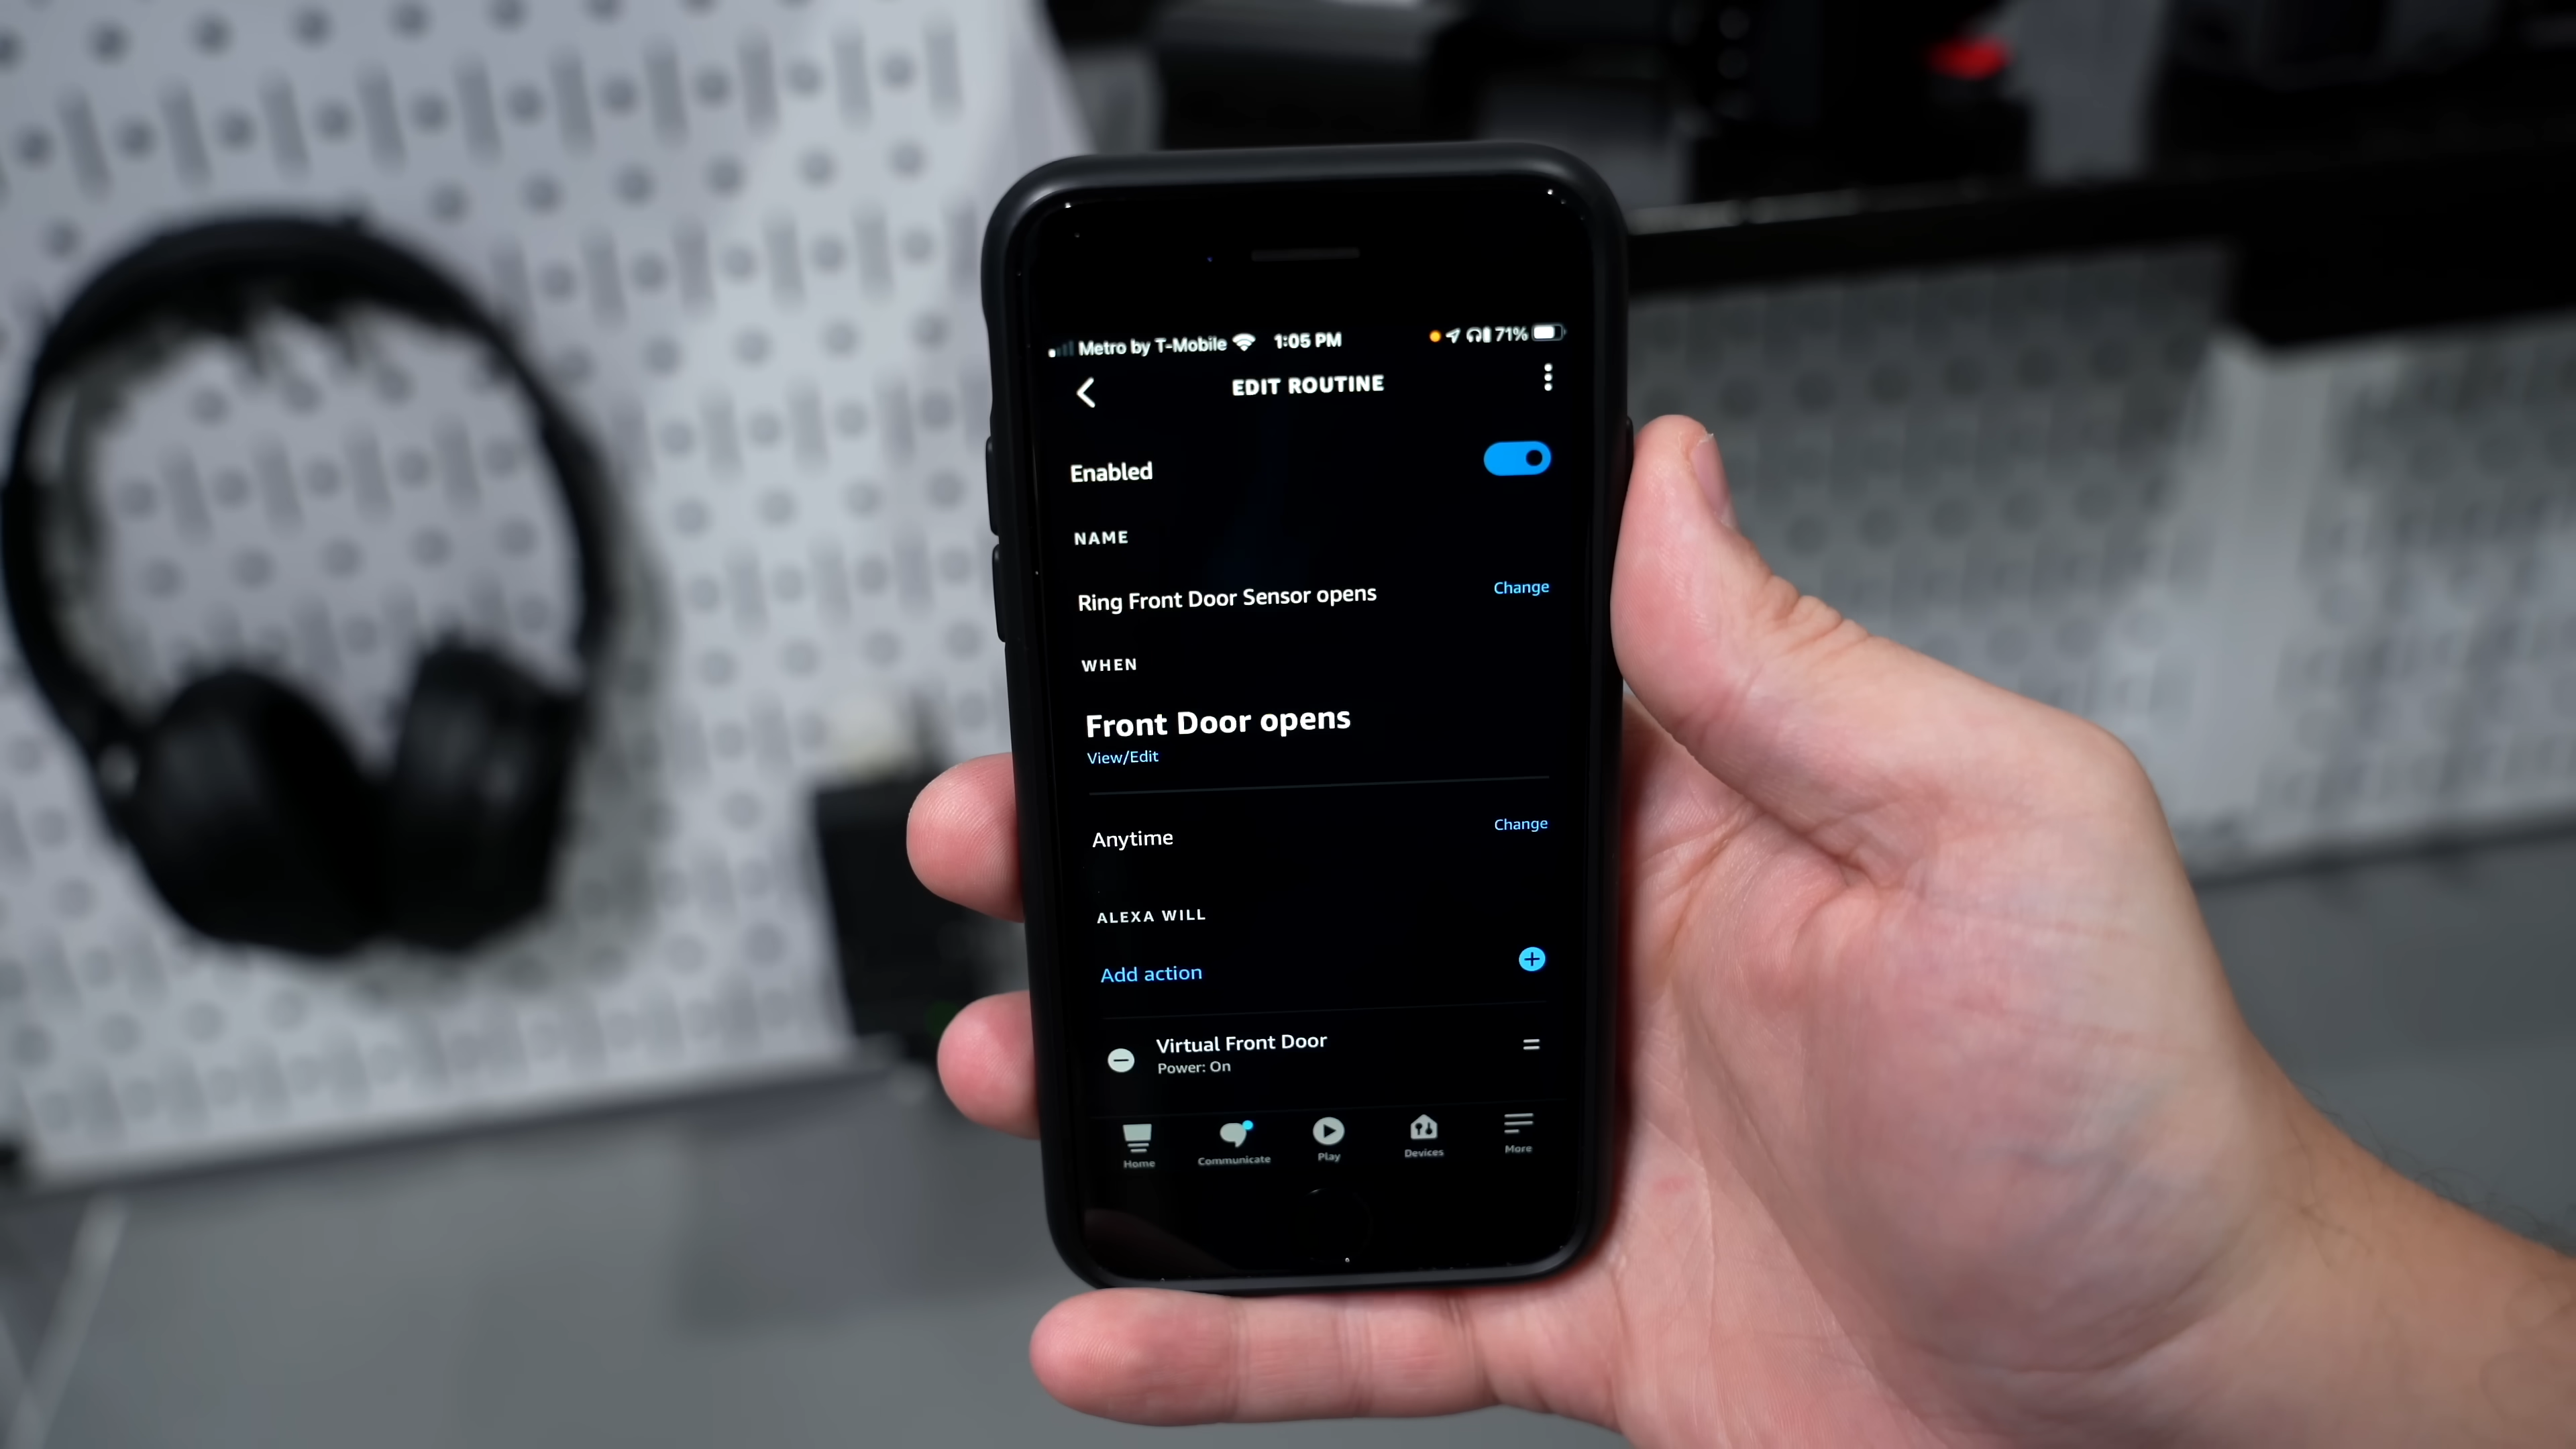 Metro by T-Mobile 1:05 PM 71%
EDIT ROUTINE
Enabled
NAME
Ring Front Door Sensor opens Change
WHEN
Front Door opens
View/Edit
Anytime Change
ALEXA WILL
Add action
Virtual Front Door
Power: On
Home Communicate Play Devices More